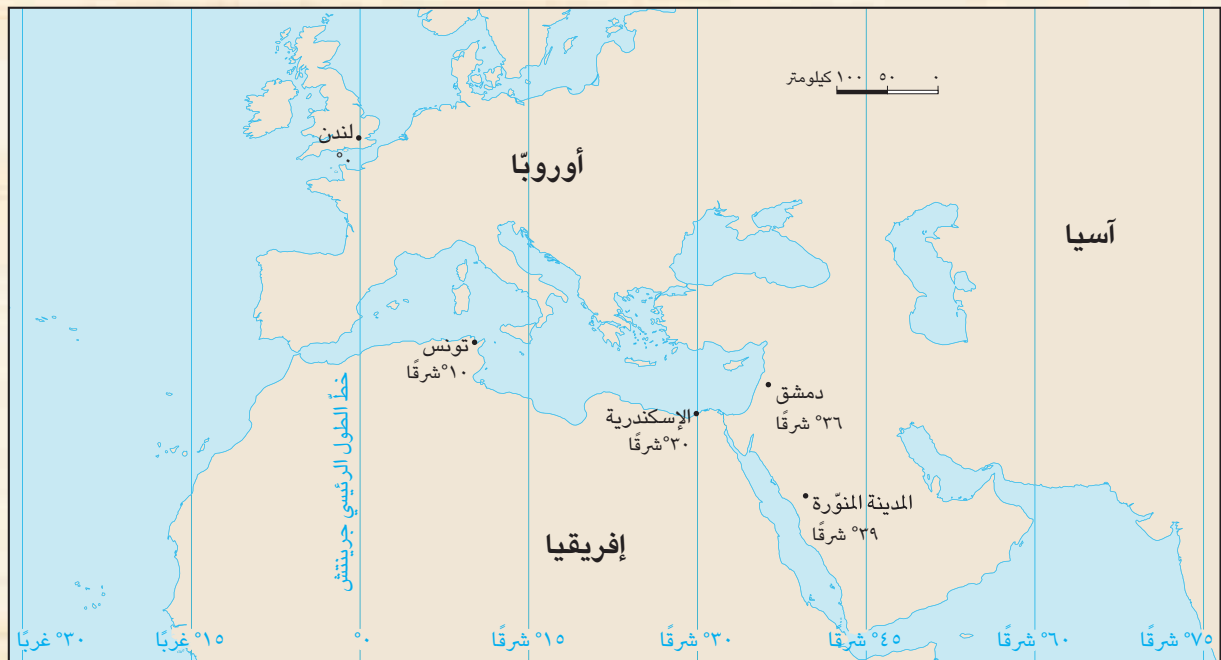 ٠ ٥٠ ١٠٠ كيلومتر
لندن
٠°
أوروبّا
آسيا
تونس
١٠° شرقًا
دمشق
٣٦° شرقًا
الإسكندرية
٣٠° شرقًا
المدينة المنوّرة
٣٩° شرقًا
إفريقيا
خطّ الطول الرئيسي جرينتش
٧٥° شرقًا
٦٠° شرقًا
٤٥° شرقًا
٣٠° شرقًا
١٥° شرقًا
٠°
١٥° غربًا
٣٠° غربًا